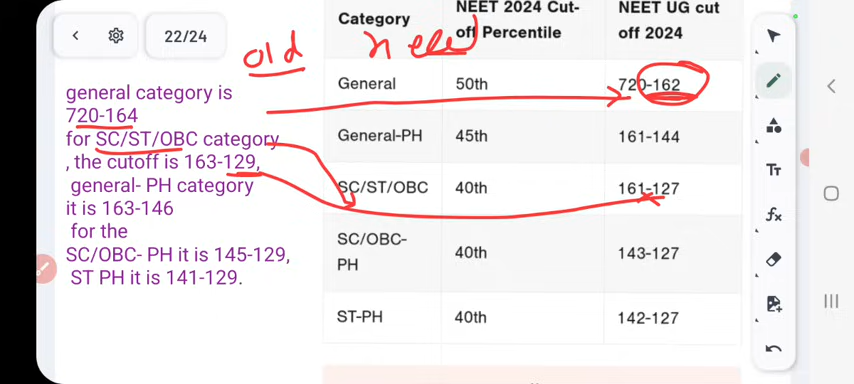 22/24
old
new
general category is
720-164
for SC/ST/OBC category
, the cutoff is 163-129,
general- PH category
it is 163-146
for the
SC/OBC- PH it is 145-129,
ST PH it is 141-129.
Category NEET 2024 Cut-off Percentile NEET UG cut off 2024
General 50th 720-162
General-PH 45th 161-144
SC/ST/OBC 40th 161-127
SC/OBC-PH 40th 143-127
ST-PH 40th 142-127
Tт
fx